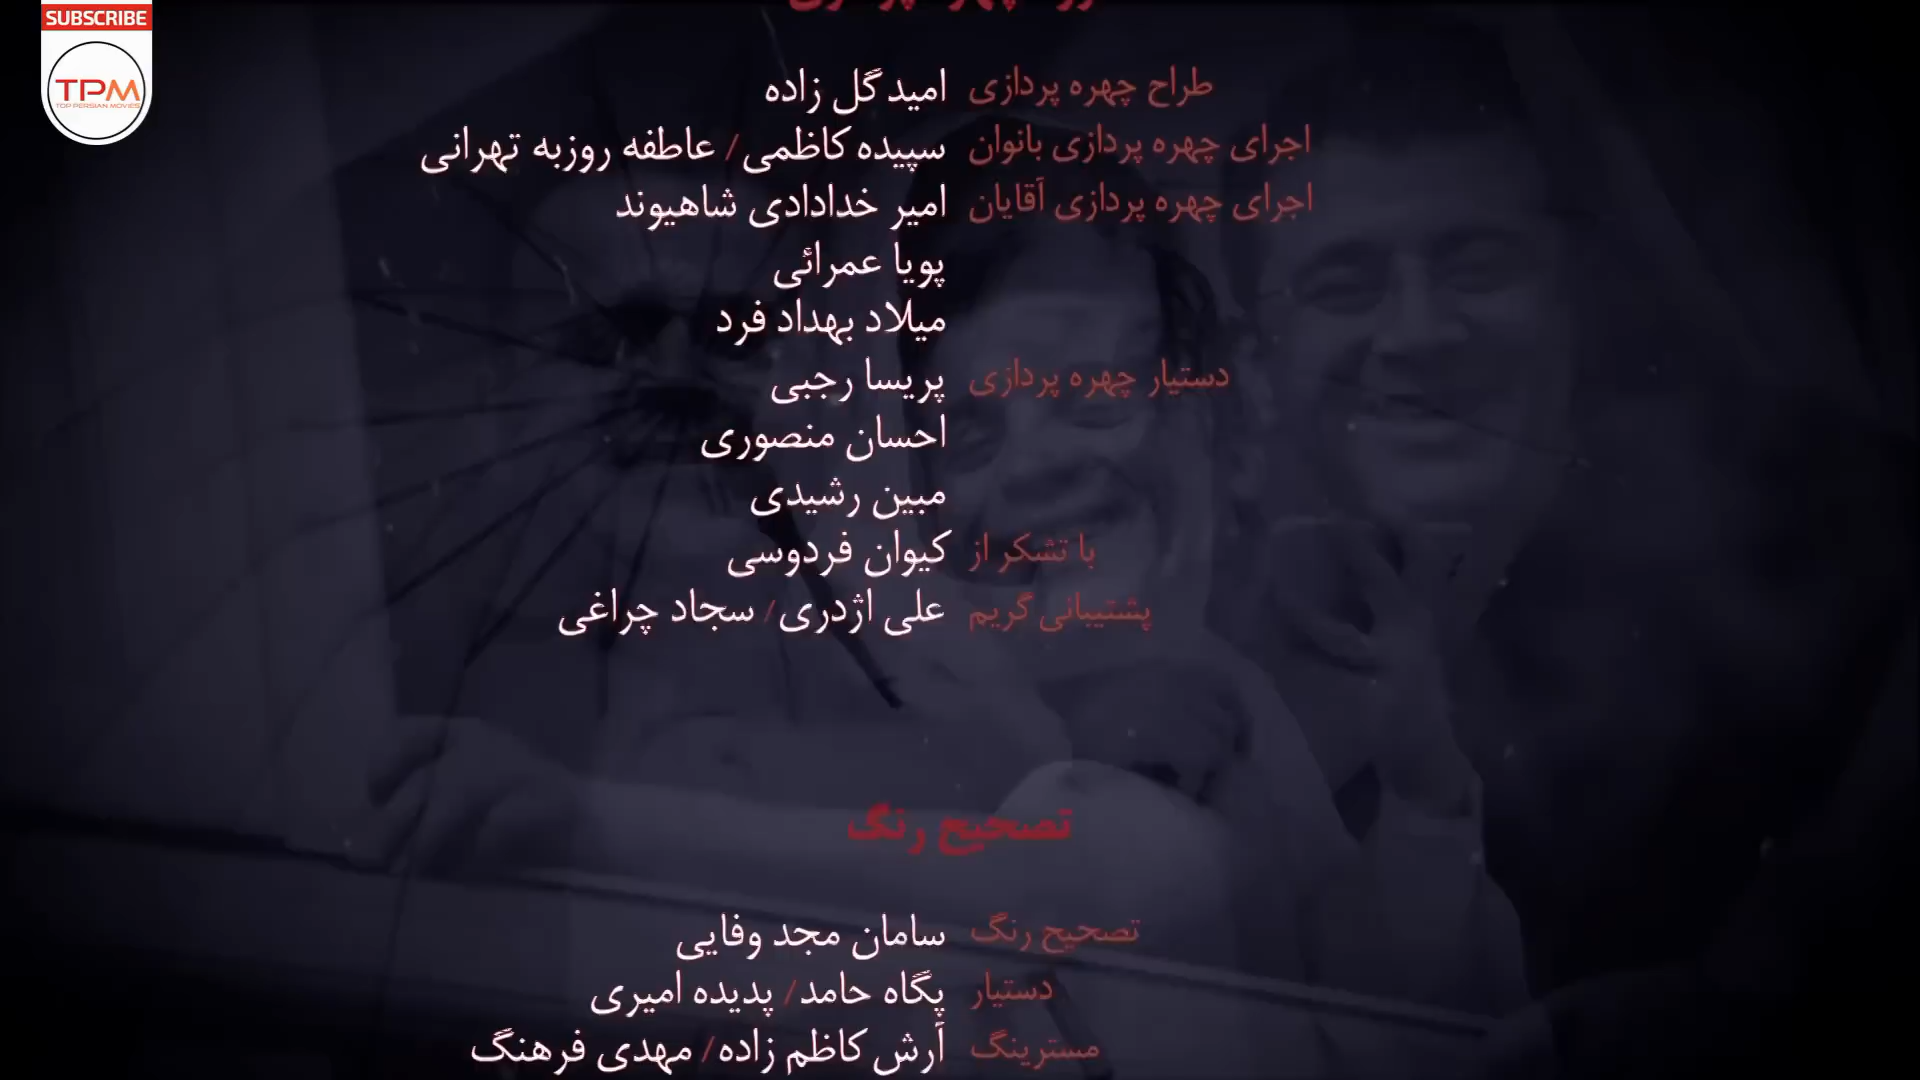 SUBSCRIBE
TPM
TOP PERSIAN MOVIES
طراح چهره پردازی امید گل زاده
اجرای چهره پردازی بانوان سپیده کاظمی / عاطفه روزبه تهرانی
اجرای چهره پردازی آقایان امیر خدادادی شاهیوند
پویا عمرائی
میلاد بهداد فرد
دستیار چهره پردازی پریسا رجبی
احسان منصوری
مبین رشیدی
با تشکر از کیوان فردوسی
پشتیبانی گریم علی اژدری / سجاد چراغی
تصحیح رنگ
تصحیح رنگ سامان مجد وفایی
دستیار پگاه حامد / پدیده امیری
مسترینگ آرش کاظم زاده / مهدی فرهنگ